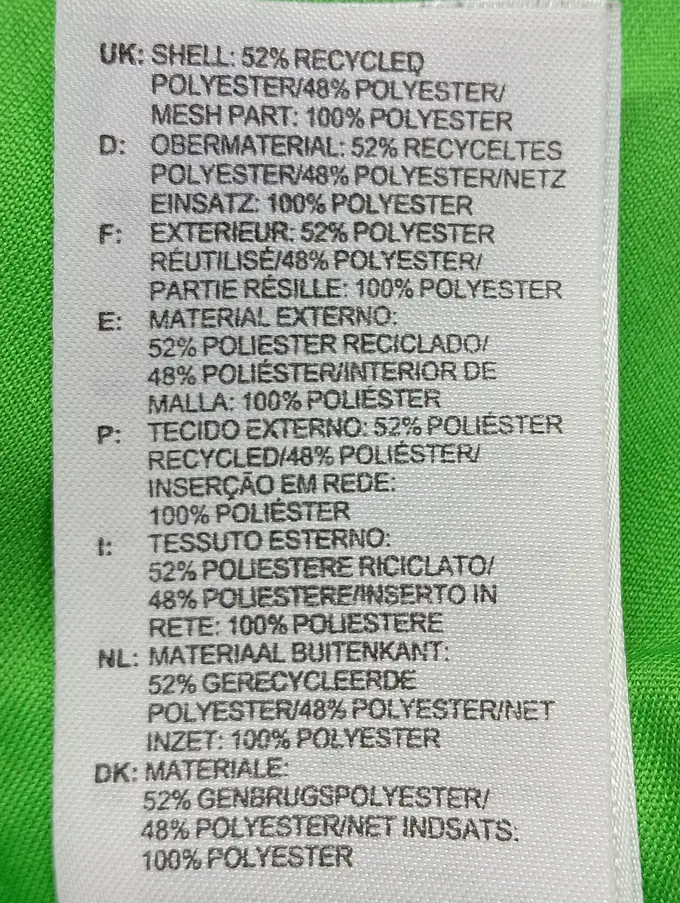 UK: SHELL: 52% RECYCLED
POLYESTER/48% POLYESTER/
MESH PART: 100% POLYESTER
D: OBERMATERIAL: 52% RECYCELTES
POLYESTER/48% POLYESTER/NETZ
EINSATZ: 100% POLYESTER
F: EXTERIEUR: 52% POLYESTER
RÉUTILISÉ/48% POLYESTER/
PARTIE RÉSILLE: 100% POLYESTER
E: MATERIAL EXTERNO:
52% POLIESTER RECICLADO/
48% POLIÉSTER/INTERIOR DE
MALLA: 100% POLIÉSTER
P: TECIDO EXTERNO: 52% POLIÉSTER
RECYCLED/48% POLIÉSTER/
INSERÇÃO EM REDE:
100% POLIÉSTER
I: TESSUTO ESTERNO:
52% POLIESTERE RICICLATO/
48% POLIESTERE/INSERTO IN
RETE: 100% POLIESTERE
NL: MATERIAAL BUITENKANT:
52% GERECYCLEERDE
POLYESTER/48% POLYESTER/NET
INZET: 100% POLYESTER
DK: MATERIALE:
52% GENBRUGSPOLYESTER/
48% POLYESTER/NET INDSATS:
100% POLYESTER